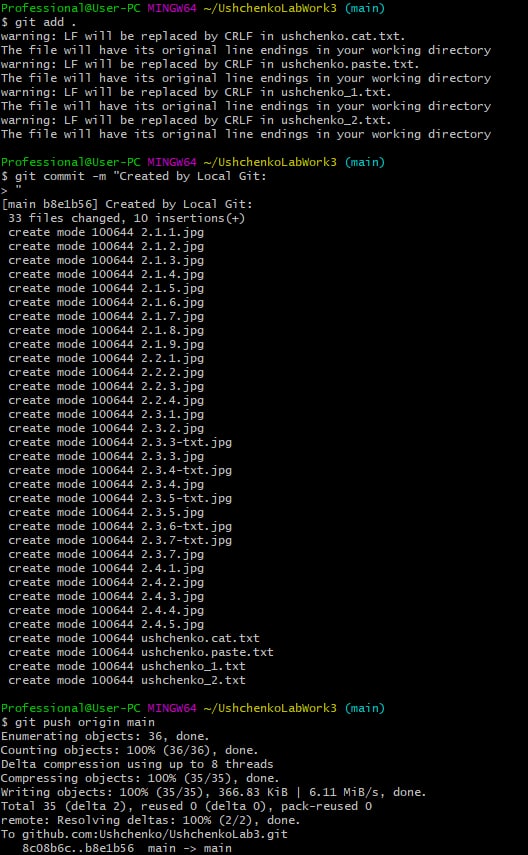 Professional@User-PC MINGW64 ~/UshchenkoLabWork3 (main)
$ git add .
warning: LF will be replaced by CRLF in ushchenko.cat.txt.
The file will have its original line endings in your working directory
warning: LF will be replaced by CRLF in ushchenko.paste.txt.
The file will have its original line endings in your working directory
warning: LF will be replaced by CRLF in ushchenko_1.txt.
The file will have its original line endings in your working directory
warning: LF will be replaced by CRLF in ushchenko_2.txt.
The file will have its original line endings in your working directory
Professional@User-PC MINGW64 ~/UshchenkoLabWork3 (main)
$ git commit -m "Created by Local Git:
> "
[main b8e1b56] Created by Local Git:
33 files changed, 10 insertions(+)
create mode 100644 2.1.1.jpg
create mode 100644 2.1.2.jpg
create mode 100644 2.1.3.jpg
create mode 100644 2.1.4.jpg
create mode 100644 2.1.5.jpg
create mode 100644 2.1.6.jpg
create mode 100644 2.1.7.jpg
create mode 100644 2.1.8.jpg
create mode 100644 2.1.9.jpg
create mode 100644 2.2.1.jpg
create mode 100644 2.2.2.jpg
create mode 100644 2.2.3.jpg
create mode 100644 2.2.4.jpg
create mode 100644 2.3.1.jpg
create mode 100644 2.3.2.jpg
create mode 100644 2.3.3-txt.jpg
create mode 100644 2.3.3.jpg
create mode 100644 2.3.4-txt.jpg
create mode 100644 2.3.4.jpg
create mode 100644 2.3.5-txt.jpg
create mode 100644 2.3.5.jpg
create mode 100644 2.3.6-txt.jpg
create mode 100644 2.3.7-txt.jpg
create mode 100644 2.3.7.jpg
create mode 100644 2.4.1.jpg
create mode 100644 2.4.2.jpg
create mode 100644 2.4.3.jpg
create mode 100644 2.4.4.jpg
create mode 100644 2.4.5.jpg
create mode 100644 ushchenko.cat.txt
create mode 100644 ushchenko.paste.txt
create mode 100644 ushchenko_1.txt
create mode 100644 ushchenko_2.txt
Professional@User-PC MINGW64 ~/UshchenkoLabWork3 (main)
$ git push origin main
Enumerating objects: 36, done.
Counting objects: 100% (36/36), done.
Delta compression using up to 8 threads
Compressing objects: 100% (35/35), done.
Writing objects: 100% (35/35), 366.83 KiB | 6.11 MiB/s, done.
Total 35 (delta 2), reused 0 (delta 0), pack-reused 0
remote: Resolving deltas: 100% (2/2), done.
To github.com:Ushchenko/UshchenkoLab3.git
8c08b6c..b8e1b56 main -> main